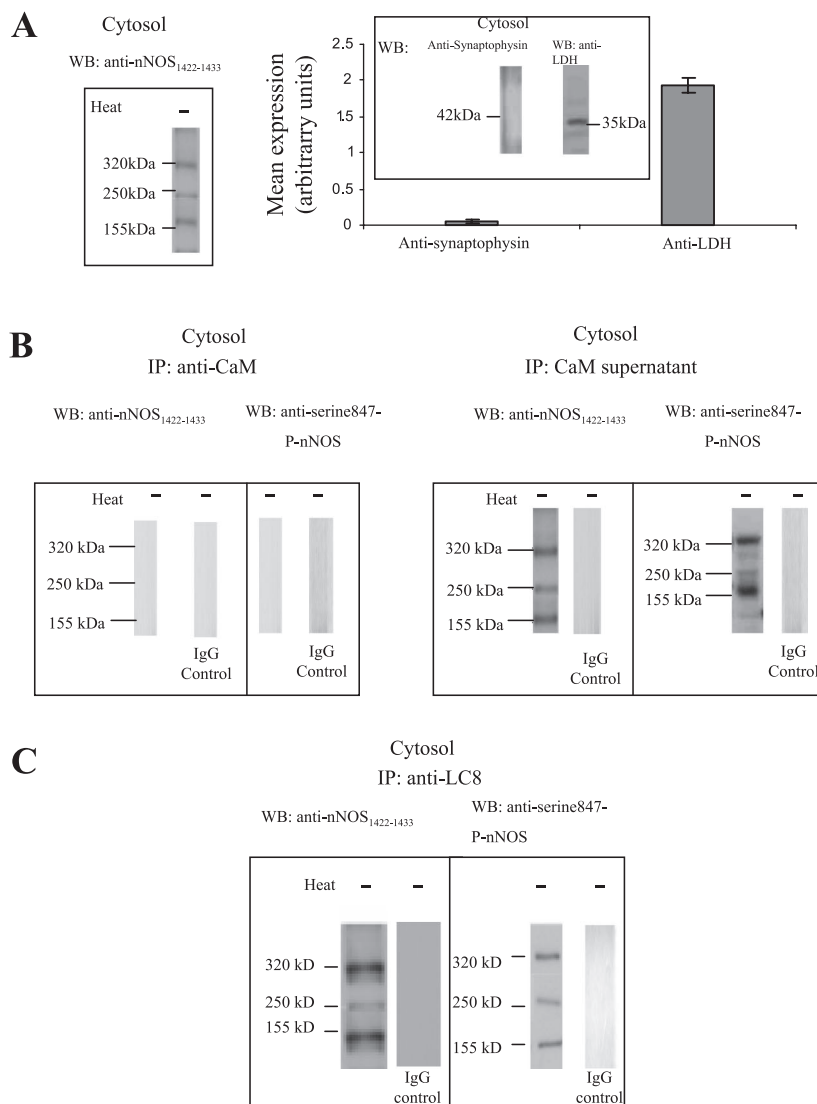 A
Cytosol
WB: anti-nNOS1422-1433
Heat –
320kDa
250kDa
155kDa
Mean expression
(arbitrarry units)
2.5
2
1.5
1
0.5
0
Cytosol
WB: Anti-Synaptophysin WB: anti-
LDH
42kDa
35kDa
Anti-synaptophysin Anti-LDH
B
Cytosol
IP: anti-CaM
WB: anti-nNOS1422-1433
WB: anti-serine847-
P-nNOS
Heat – – – –
320 kDa
250 kDa
155 kDa
IgG
Control
IgG
Control
Cytosol
IP: CaM supernatant
WB: anti-nNOS1422-1433
WB: anti-serine847-
P-nNOS
Heat – – – –
320 kDa
250 kDa
155 kDa
IgG
Control
320 kDa
250 kDa
155 kDa
IgG
Control
C
Cytosol
IP: anti-LC8
WB: anti-nNOS1422-1433
WB: anti-serine847-
P-nNOS
Heat – – – –
320 kD
250 kD
155 kD
IgG
control
320 kD
250 kD
155 kD
IgG
control